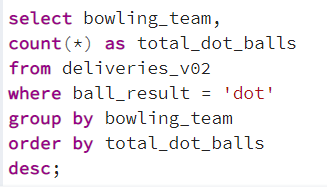 select bowling_team,
count(*) as total_dot_balls
from deliveries_v02
where ball_result = 'dot'
group by bowling_team
order by total_dot_balls
desc;